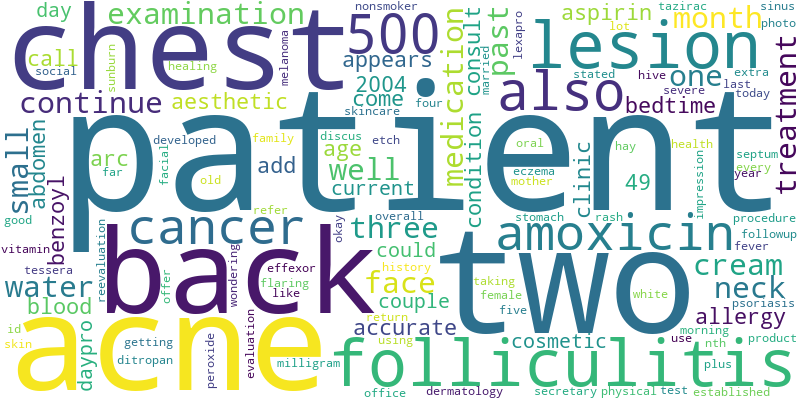 day examination nonsmoker aspirin tazirac sinus
chest 500 past lesion month photo
call social sunburn healing melanoma appears medication consult lexapro married lot
continue aesthetic 2004 come four skincare also stated hive one severe last extra today treatment
small abdomen patient bedtime year
developed family discus etch age oral hay health every septum
arc far facial old add well current eczema mother condition clinic 49 impression psoriasis
good benzoyl cancer refer okay overall three stomach rash amoxicin procedure followup fever
vitamin tessera water reevaluation back offer effexor like flaring wondering could face history couple two taking female five white cream neck
blood id skin acne daypro getting ditropan peroxide evaluation milligram return using accurate cosmetic allergy morning use nth product
folliculitis plus
office dermatology secretary physical test established